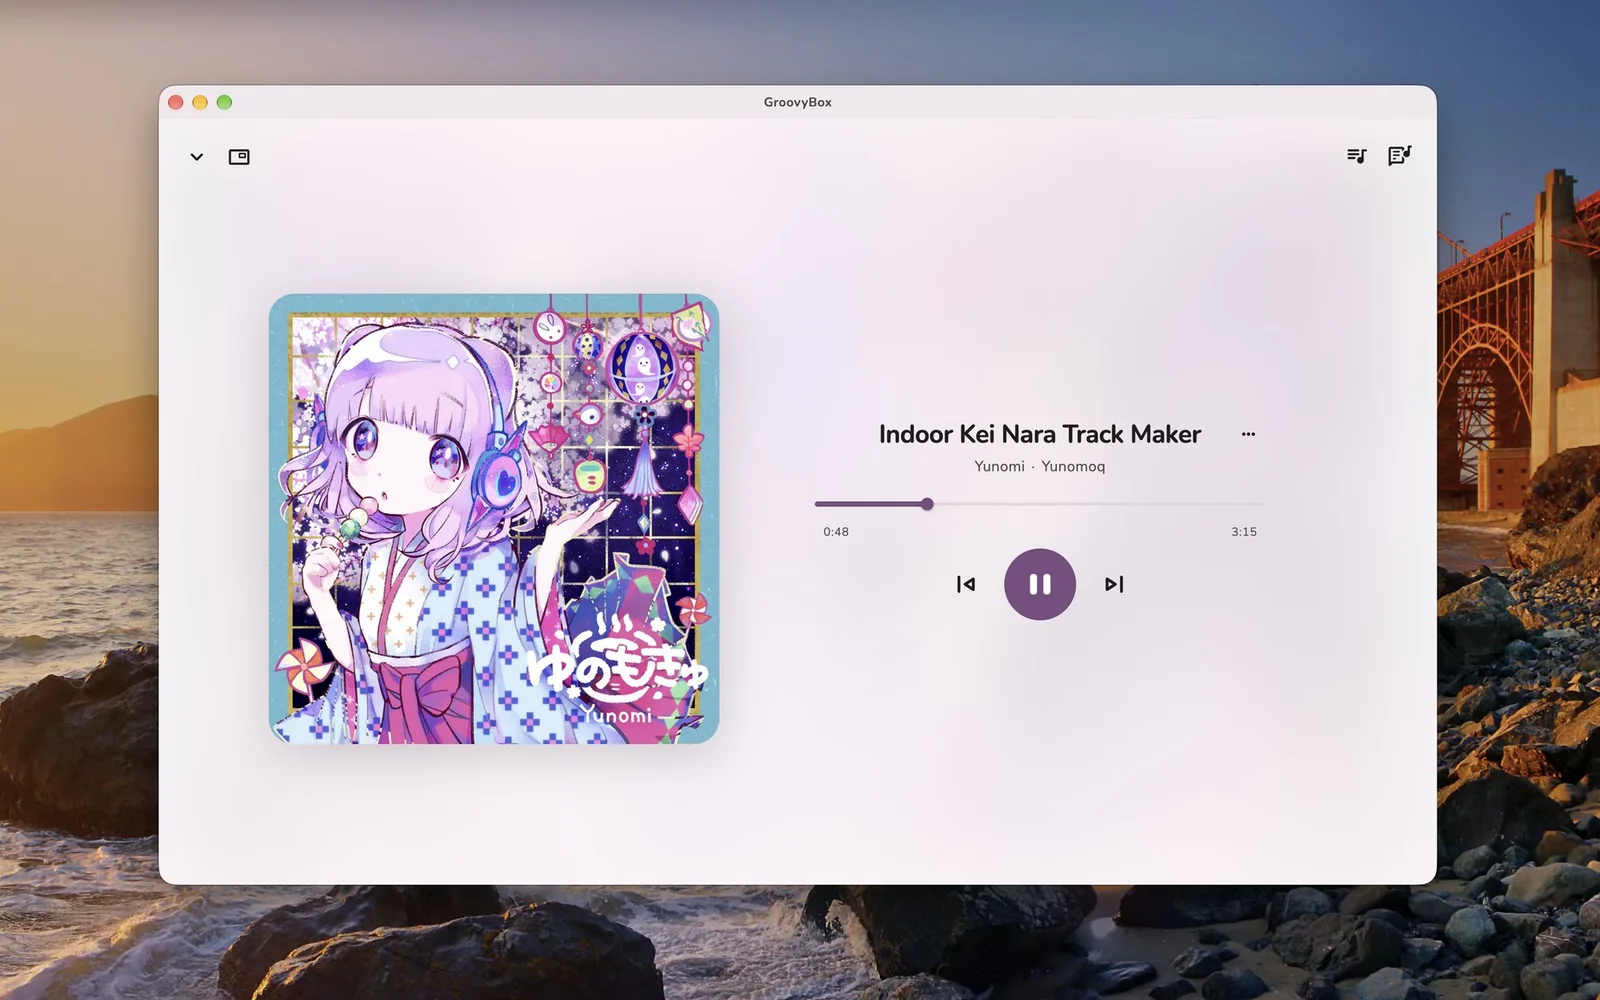 GroovyBox
ゆのもきゅ
Yunomi
Indoor Kei Nara Track Maker
Yunomi · Yunomoq
0:48
3:15